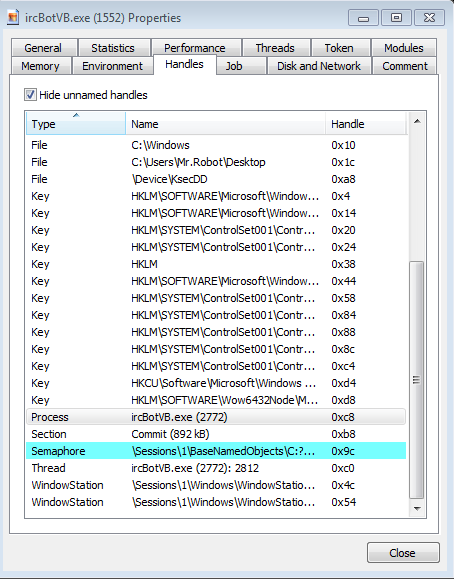 ircBotVB.exe (1552) Properties
General Statistics Performance Threads Token Modules
Memory Environment Handles Job Disk and Network Comment
Hide unnamed handles
Type Name Handle
File C:\Windows 0x10
File C:\Users\Mr.Robot\Desktop 0x1c
File \Device\KsecDD 0xa8
Key HKLM\SOFTWARE\Microsoft\Window... 0x4
Key HKLM\SOFTWARE\Microsoft\Window... 0x14
Key HKLM\SYSTEM\ControlSet001\Contr... 0x20
Key HKLM\SYSTEM\ControlSet001\Contr... 0x24
Key HKLM 0x38
Key HKLM\SOFTWARE\Microsoft\Window... 0x44
Key HKLM\SYSTEM\ControlSet001\Contr... 0x58
Key HKLM\SYSTEM\ControlSet001\Contr... 0x84
Key HKLM\SYSTEM\ControlSet001\Contr... 0x88
Key HKLM\SYSTEM\ControlSet001\Contr... 0x8c
Key HKLM\SYSTEM\ControlSet001\Contr... 0xc4
Key HKCU\Software\Microsoft\Windows ... 0xd4
Key HKLM\SOFTWARE\Wow6432Node\M... 0xd8
Process ircBotVB.exe (2772) 0xc8
Section Commit (892 kB) 0xb8
Semaphore \Sessions\1\BaseNamedObjects\C:?... 0x9c
Thread ircBotVB.exe (2772): 2812 0xc0
WindowStation \Sessions\1\Windows\WindowStatio... 0x4c
WindowStation \Sessions\1\Windows\WindowStatio... 0x54
Close